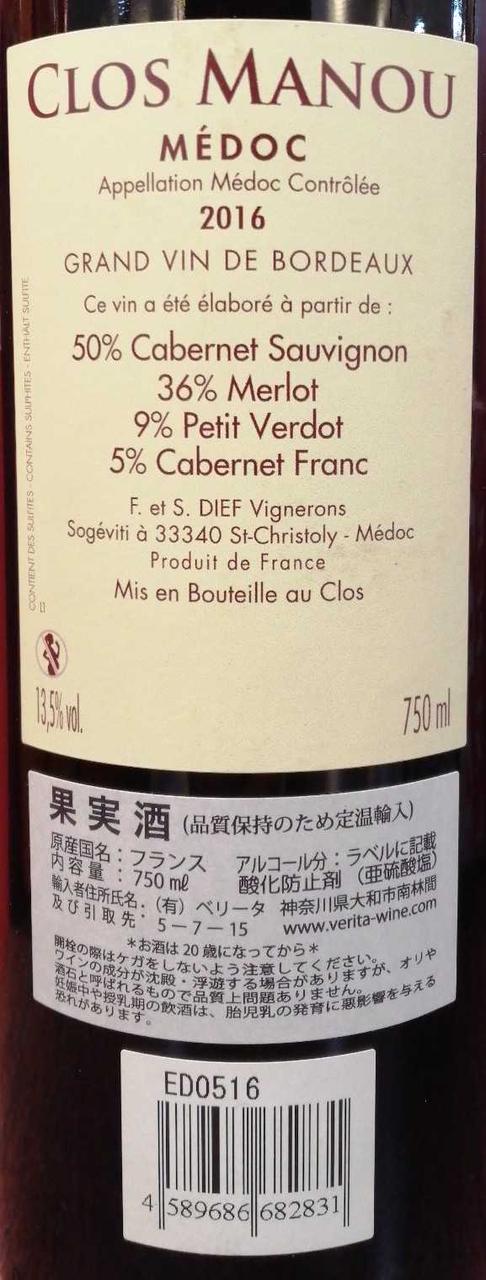 CLOS MANOU
MÉDOC
Appellation Médoc Contrôlée
2016
GRAND VIN DE BORDEAUX
Ce vin a été élaboré à partir de :
50% Cabernet Sauvignon
36% Merlot
9% Petit Verdot
5% Cabernet Franc
F. et S. DIEF Vignerons
Sogéviti à 33340 St-Christoly - Médoc
Produit de France
Mis en Bouteille au Clos
CONTIENT DES SULFITES - CONTAINS SULPHITES - ENTHÄLT SULFITE
13,5% vol.
750 ml
果実酒 (品質保持のため定温輸入)
原産国名：フランス アルコール分：ラベルに記載
内容量：750㎖ 酸化防止剤（亜硫酸塩）
輸入者住所氏名：（有）ベリータ 神奈川県大和市南林間
及び引取先：5－7－15 www.verita-wine.com
＊お酒は20歳になってから＊
開栓の際はケガをしないよう注意してください。
ワインの成分が沈殿・浮遊する場合がありますが、オリや
酒石と呼ばれるもので品質上問題ありません。
妊娠中や授乳期の飲酒は、胎児乳の発育に悪影響を与える
恐れがあります。
ED0516
4 589686 682831